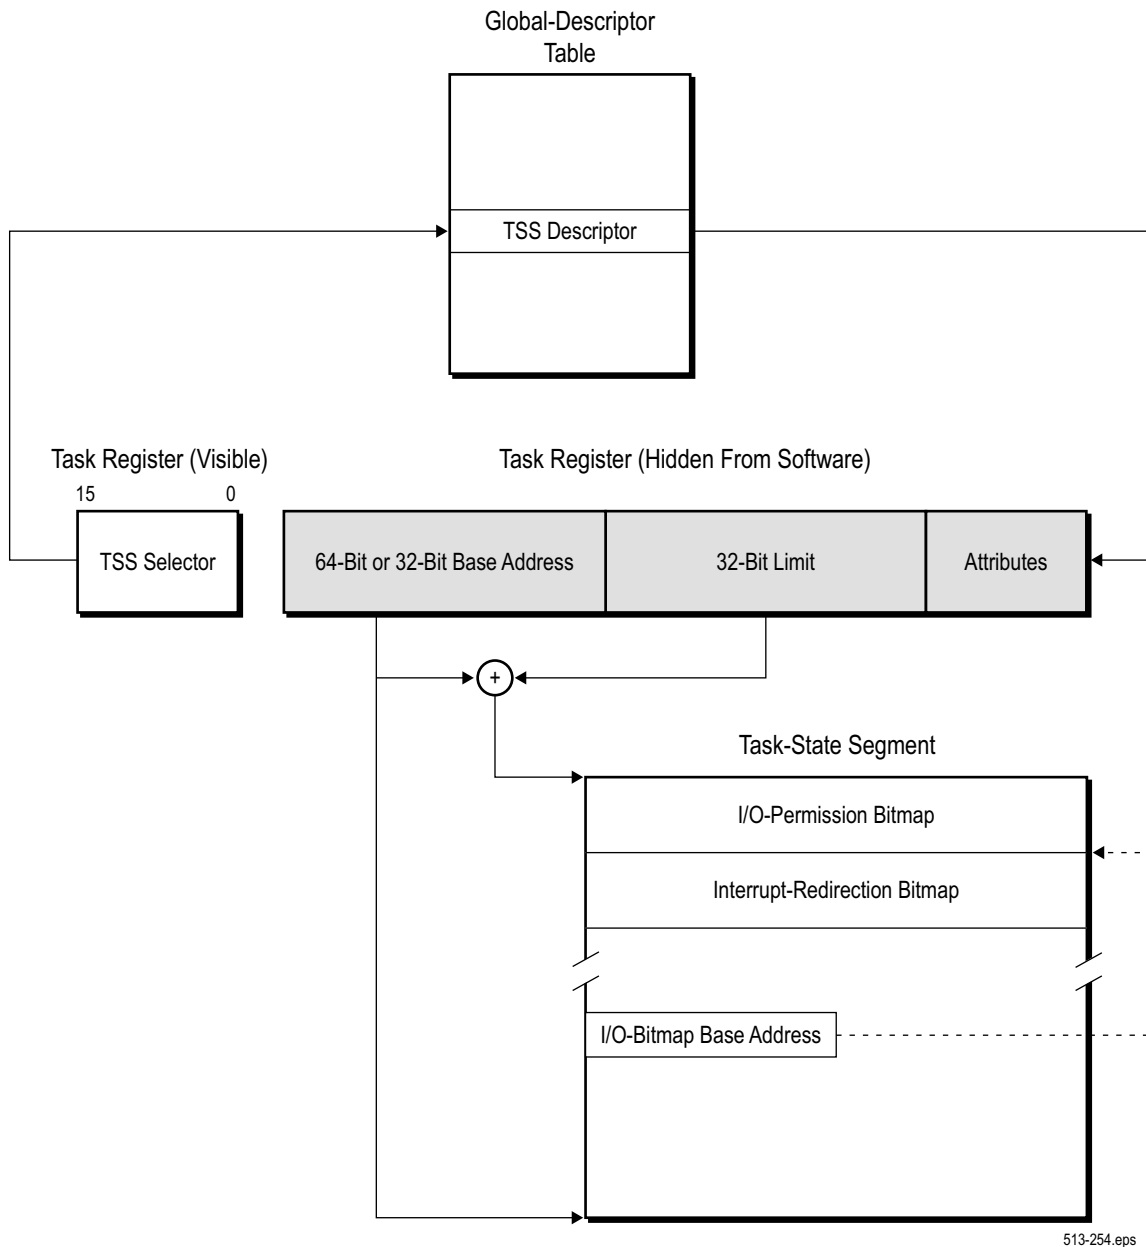 Global-Descriptor
Table
TSS Descriptor
Task Register (Visible)
Task Register (Hidden From Software)
15 0
TSS Selector
64-Bit or 32-Bit Base Address
32-Bit Limit
Attributes
+
Task-State Segment
I/O-Permission Bitmap
Interrupt-Redirection Bitmap
I/O-Bitmap Base Address
513-254.eps